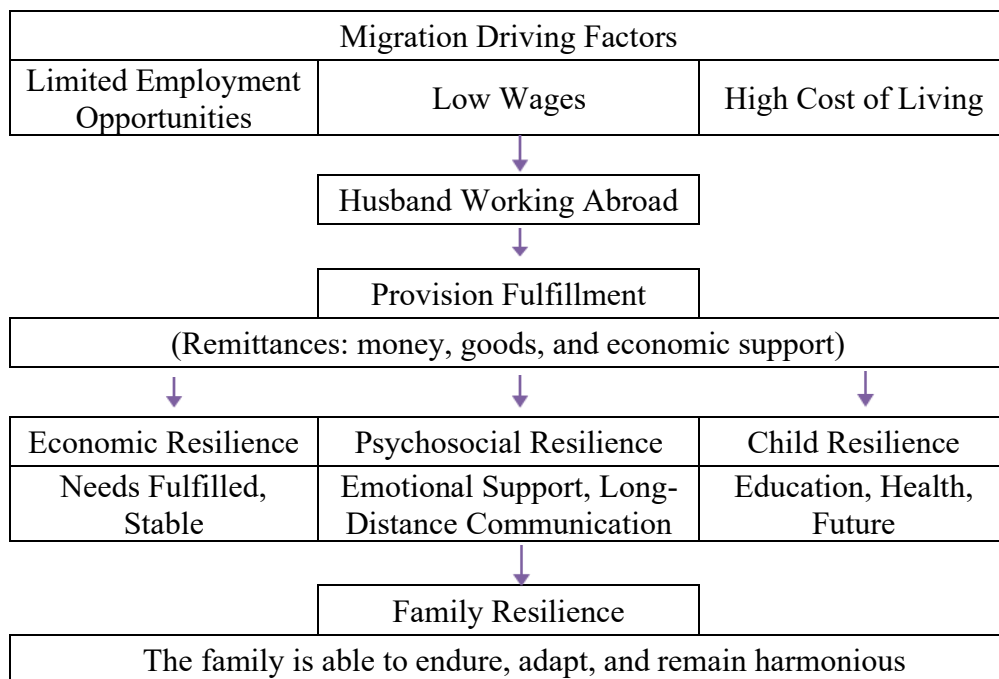 Migration Driving Factors
Limited Employment
Opportunities
Low Wages
High Cost of Living
Husband Working Abroad
Provision Fulfillment
(Remittances: money, goods, and economic support)
Economic Resilience
Psychosocial Resilience
Child Resilience
Needs Fulfilled,
Stable
Emotional Support, Long-
Distance Communication
Education, Health,
Future
Family Resilience
The family is able to endure, adapt, and remain harmonious